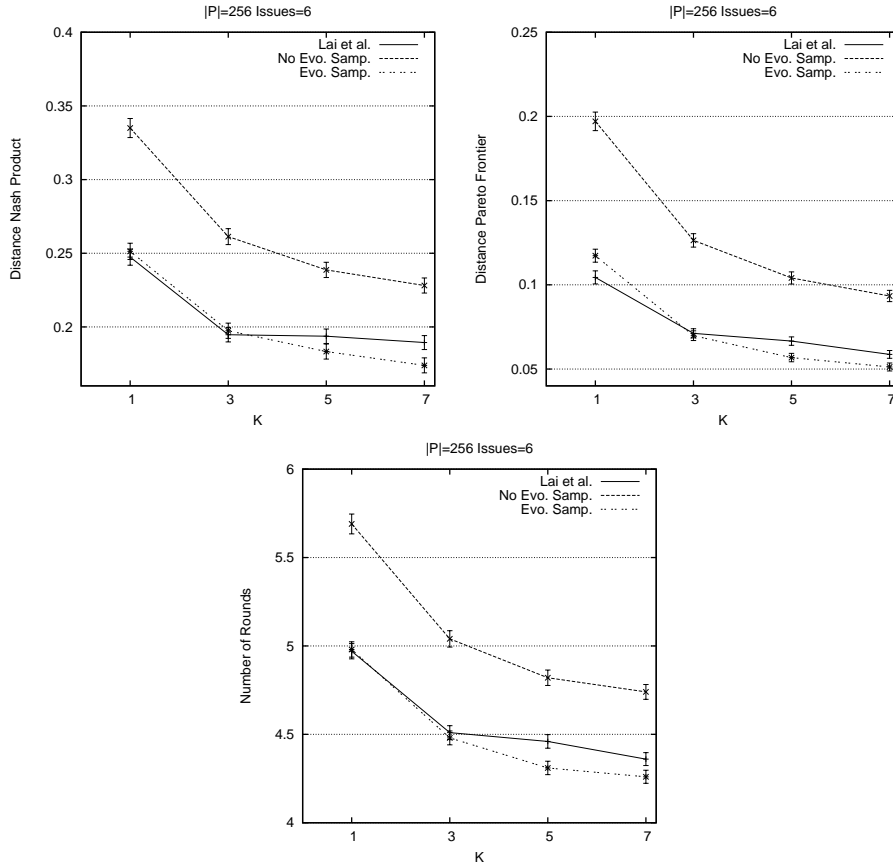 |P|=256 Issues=6
Lai et al.
No Evo. Samp.
Evo. Samp.
Distance Nash Product
0.4
0.35
0.3
0.25
0.2
1 3 5 7
K
|P|=256 Issues=6
Lai et al.
No Evo. Samp.
Evo. Samp.
Distance Pareto Frontier
0.25
0.2
0.15
0.1
0.05
1 3 5 7
K
|P|=256 Issues=6
Lai et al.
No Evo. Samp.
Evo. Samp.
Number of Rounds
6
5.5
5
4.5
4
1 3 5 7
K